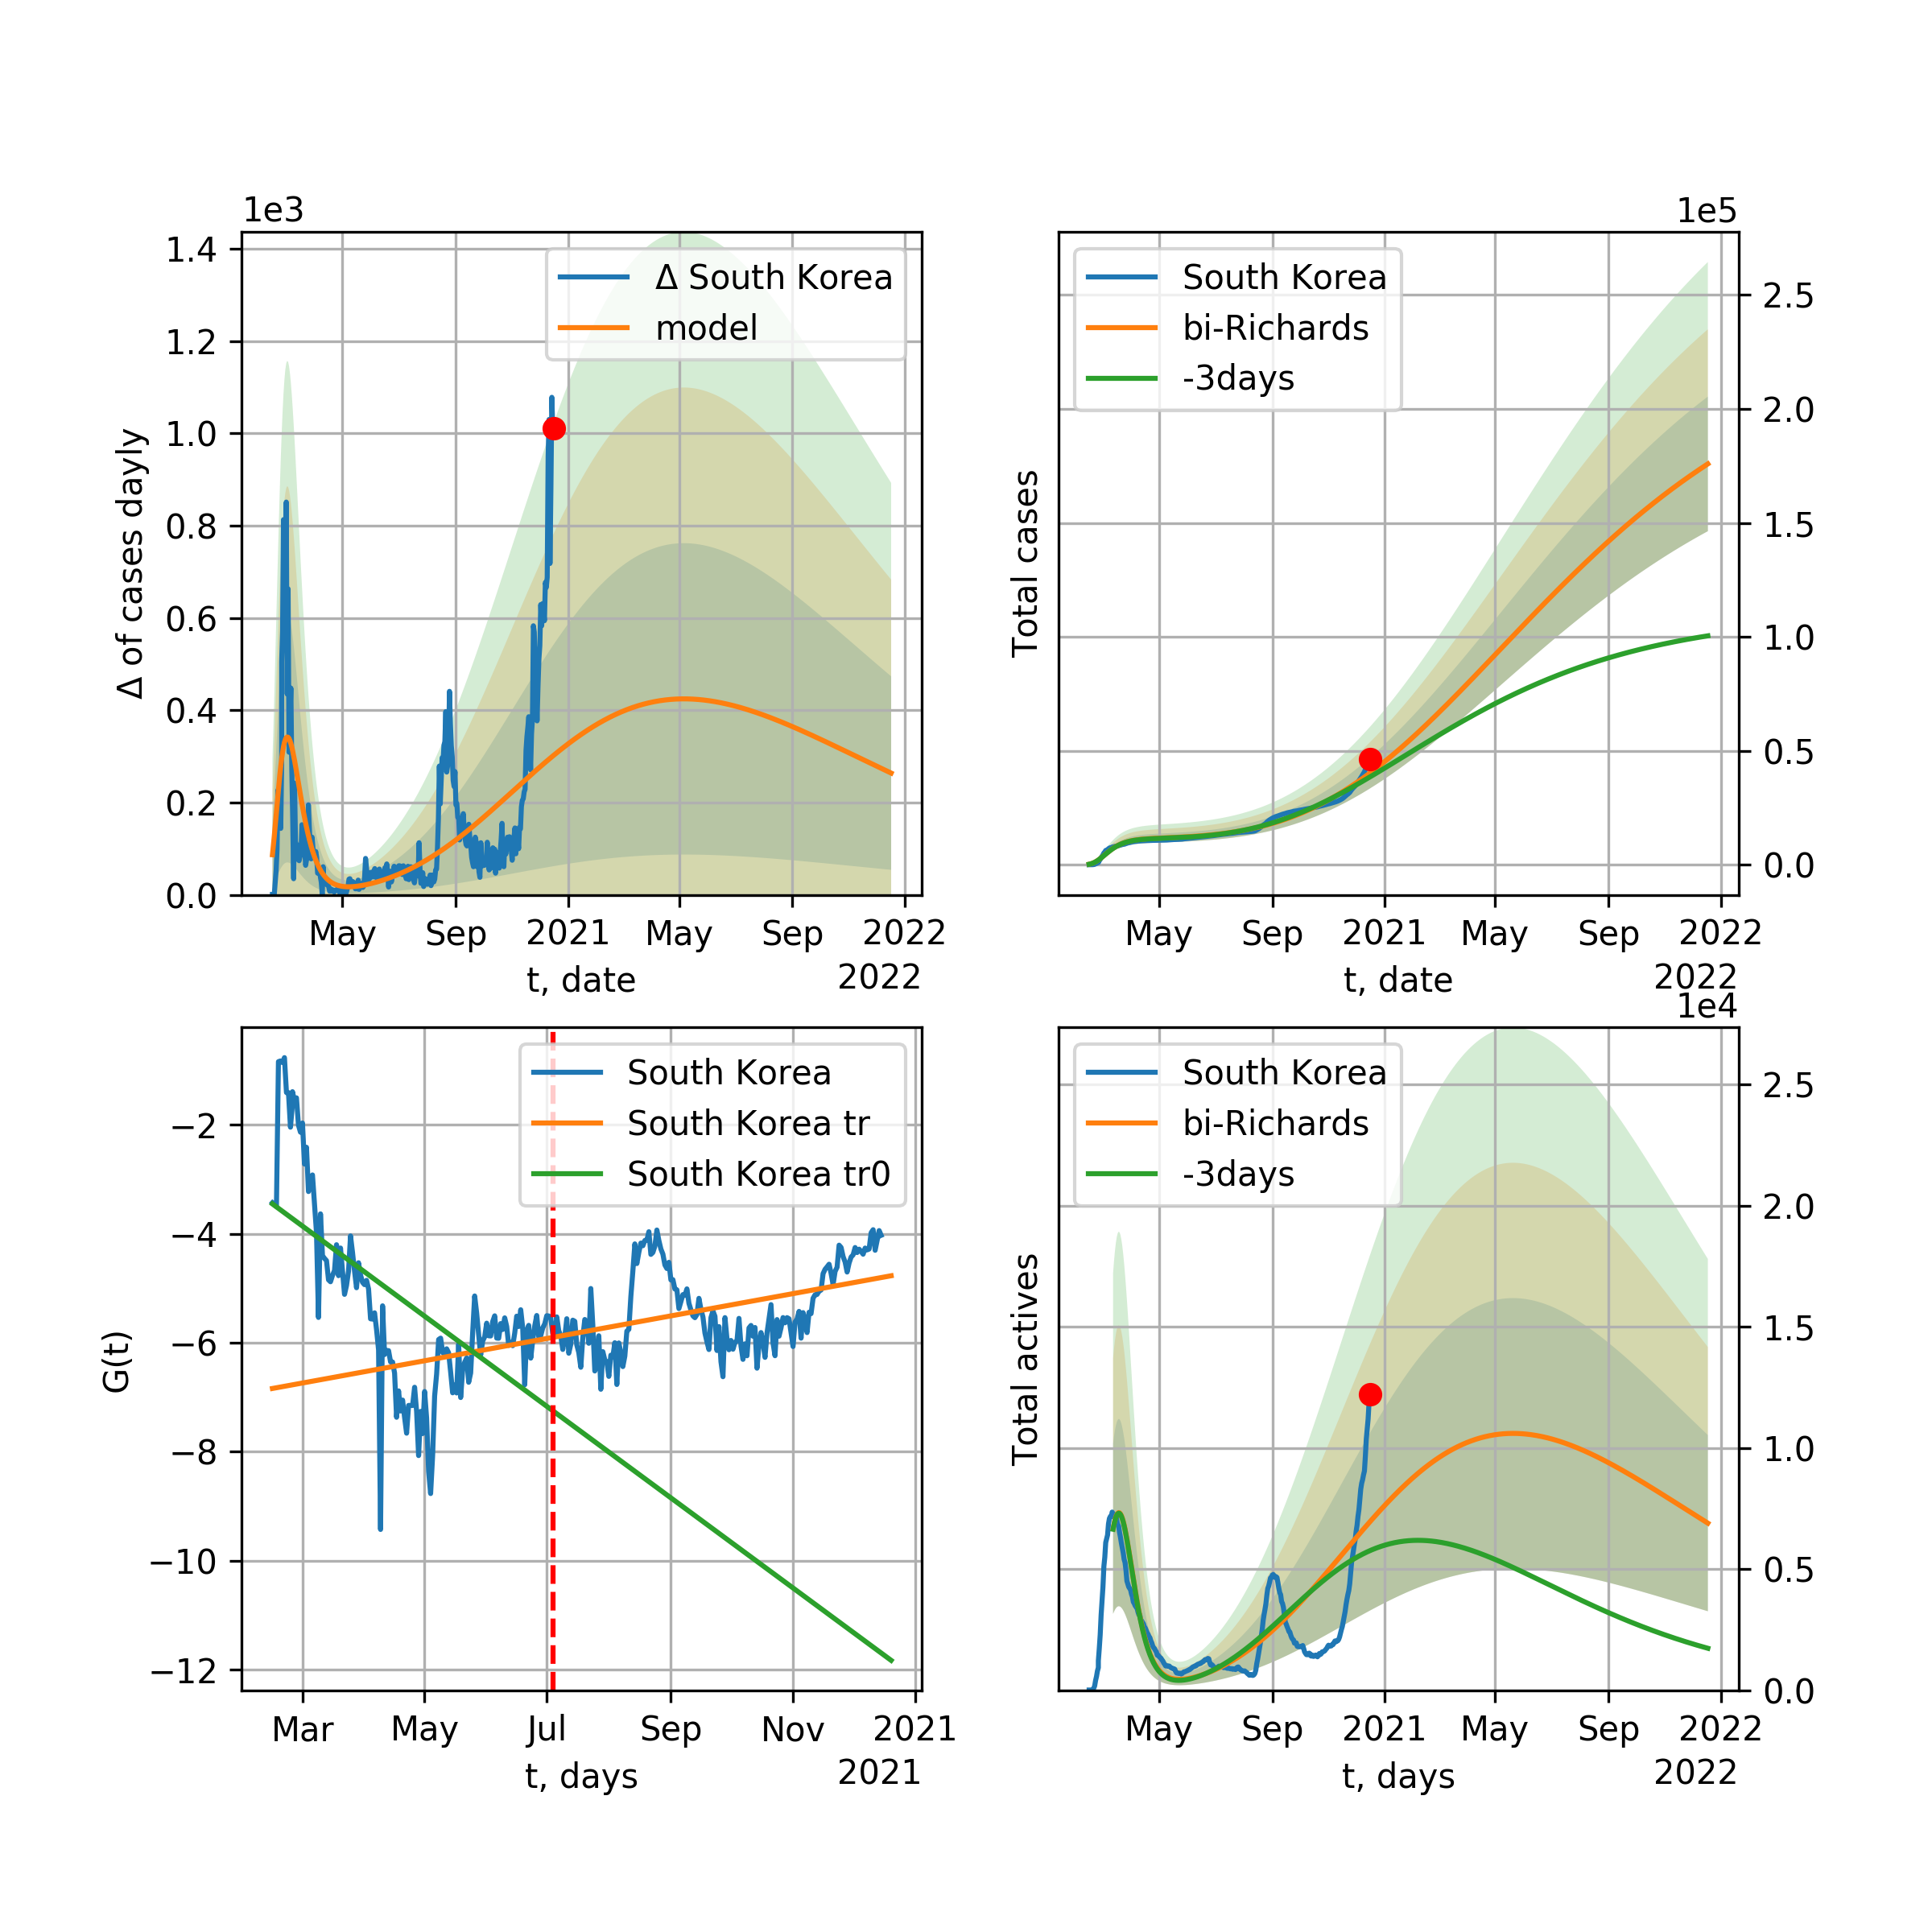 1e3
1.4
1.2
1.0
0.8
0.6
0.4
0.2
0.0
Δ of cases dayly
Δ South Korea
model
May Sep 2021 May Sep 2022
t, date
2022
1e5
South Korea
bi-Richards
-3days
2.5
2.0
1.5
1.0
0.5
0.0
Total cases
May Sep 2021 May Sep 2022
t, date
2022
−2
−4
−6
−8
−10
−12
G(t)
South Korea
South Korea tr
South Korea tr0
Mar May Jul Sep Nov 2021
t, days
2021
1e4
South Korea
bi-Richards
-3days
2.5
2.0
1.5
1.0
0.5
0.0
Total actives
May Sep 2021 May Sep 2022
t, days
2022